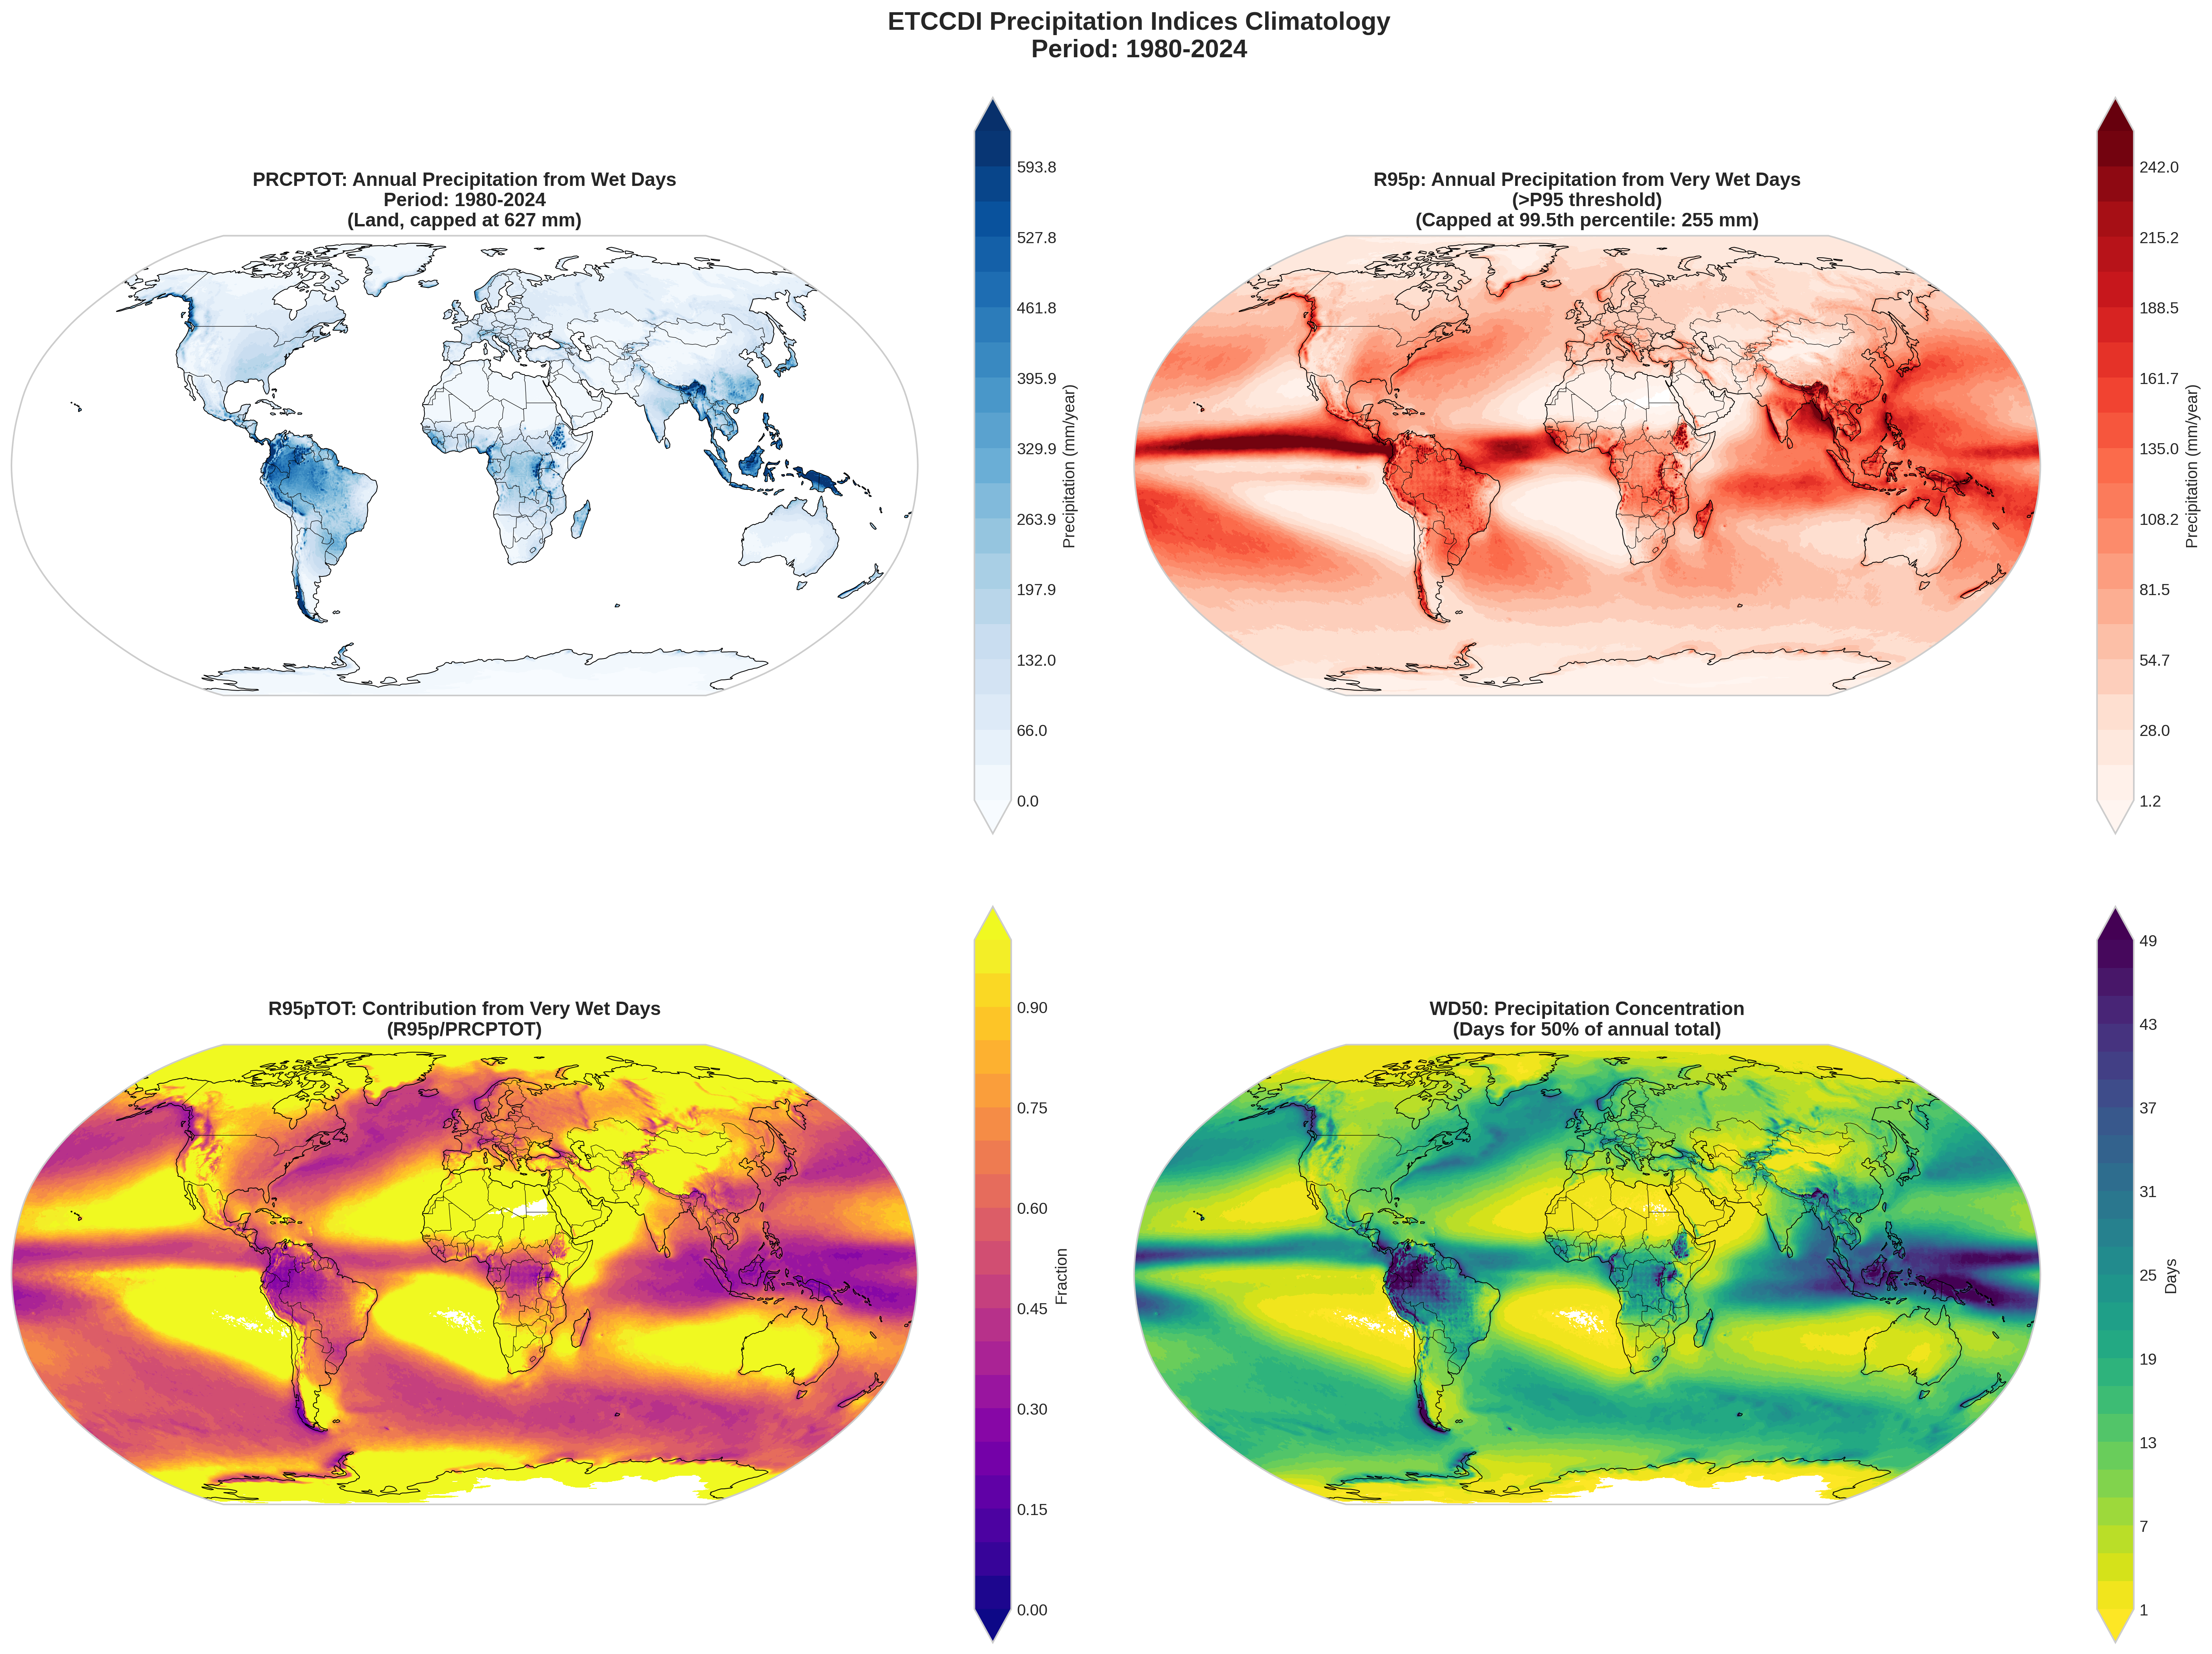 ETCCDI Precipitation Indices Climatology
Period: 1980-2024
PRCPTOT: Annual Precipitation from Wet Days
Period: 1980-2024
(Land, capped at 627 mm)
593.8
527.8
461.8
395.9
329.9
263.9
197.9
132.0
66.0
0.0
Precipitation (mm/year)
R95p: Annual Precipitation from Very Wet Days
(>P95 threshold)
(Capped at 99.5th percentile: 255 mm)
242.0
215.2
188.5
161.7
135.0
108.2
81.5
54.7
28.0
1.2
Precipitation (mm/year)
R95pTOT: Contribution from Very Wet Days
(R95p/PRCPTOT)
0.90
0.75
0.60
0.45
0.30
0.15
0.00
Fraction
WD50: Precipitation Concentration
(Days for 50% of annual total)
49
43
37
31
25
19
13
7
1
Days